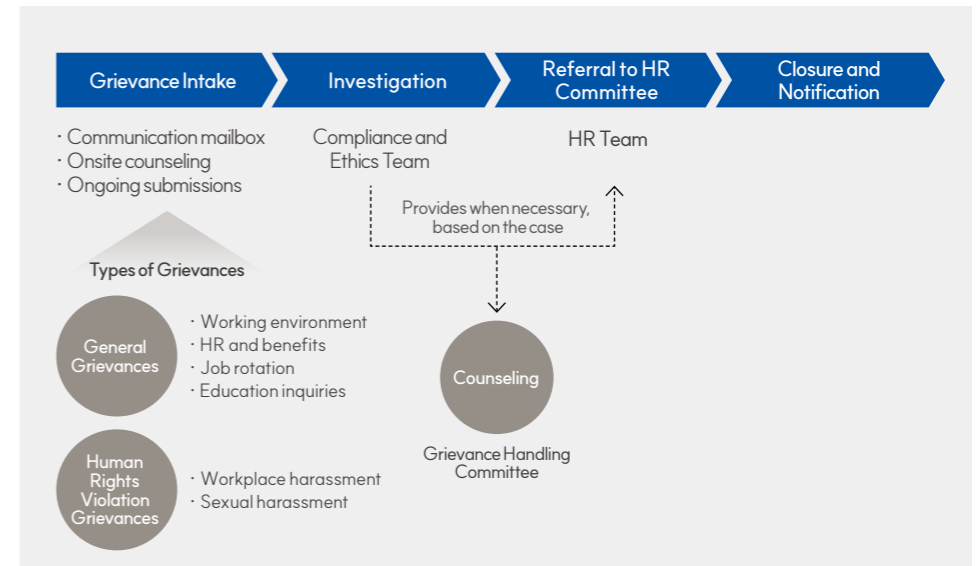 Grievance Intake
Investigation
Referral to HR
Committee
Closure and
Notification
· Communication mailbox
· Onsite counseling
· Ongoing submissions
Compliance and
Ethics Team
HR Team
Provides when necessary,
based on the case
Types of Grievances
General
Grievances
· Working environment
· HR and benefits
· Job rotation
· Education inquiries
Counseling
Grievance Handling
Committee
Human
Rights
Violation
Grievances
· Workplace harassment
· Sexual harassment